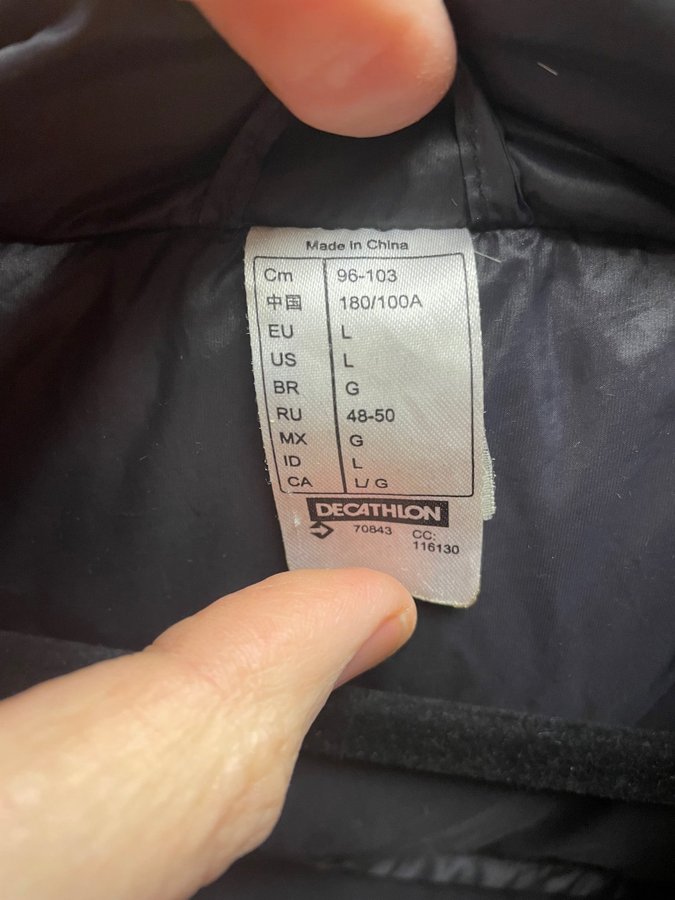 Made in China
Cm 96-103
中国 180/100A
EU L
US L
BR G
RU 48-50
MX G
ID L
CA L/ G
DECATHLON
70843 CC:
116130